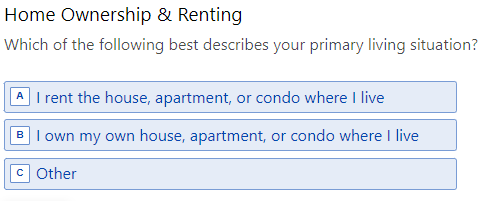 Home Ownership & Renting
Which of the following best describes your primary living situation?
A I rent the house, apartment, or condo where I live
B I own my own house, apartment, or condo where I live
C Other